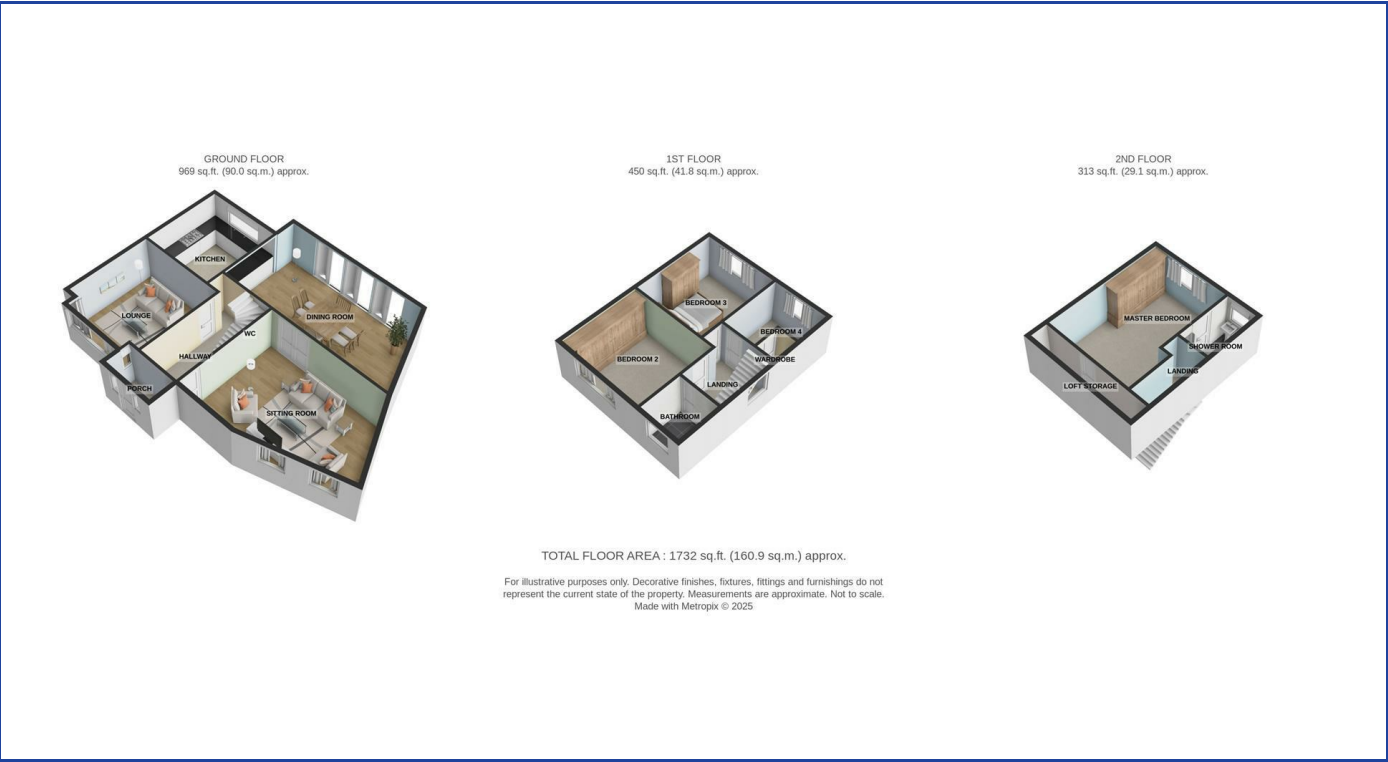 GROUND FLOOR
969 sq.ft. (90.0 sq.m.) approx.
1ST FLOOR
450 sq.ft. (41.8 sq.m.) approx.
2ND FLOOR
313 sq.ft. (29.1 sq.m.) approx.
KITCHEN
LOUNGE
DINING ROOM
WC
HALLWAY
PORCH
SITTING ROOM
BEDROOM 3
BEDROOM 4
BEDROOM 2
WARDROBE
LANDING
BATHROOM
MASTER BEDROOM
SHOWER ROOM
LANDING
LOFT STORAGE
TOTAL FLOOR AREA : 1732 sq.ft. (160.9 sq.m.) approx.
For illustrative purposes only. Decorative finishes, fixtures, fittings and furnishings do not
represent the current state of the property. Measurements are approximate. Not to scale.
Made with Metropix © 2025